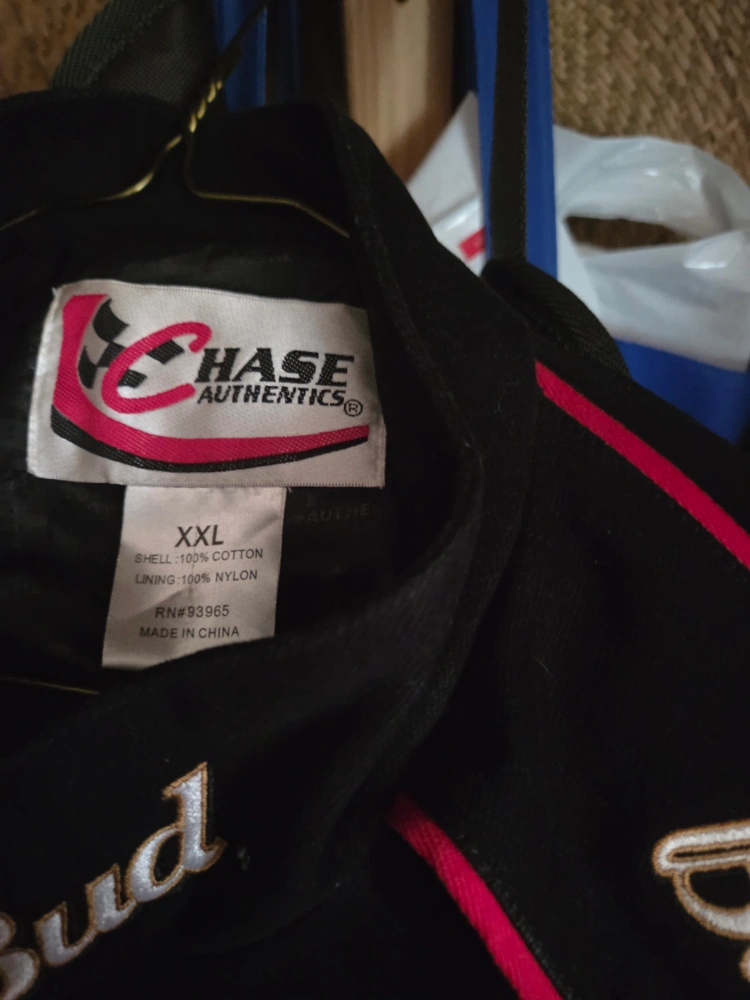 CHASE
AUTHENTICS®
XXL
SHELL :100% COTTON
LINING:100% NYLON
RN#93965
MADE IN CHINA
Bud